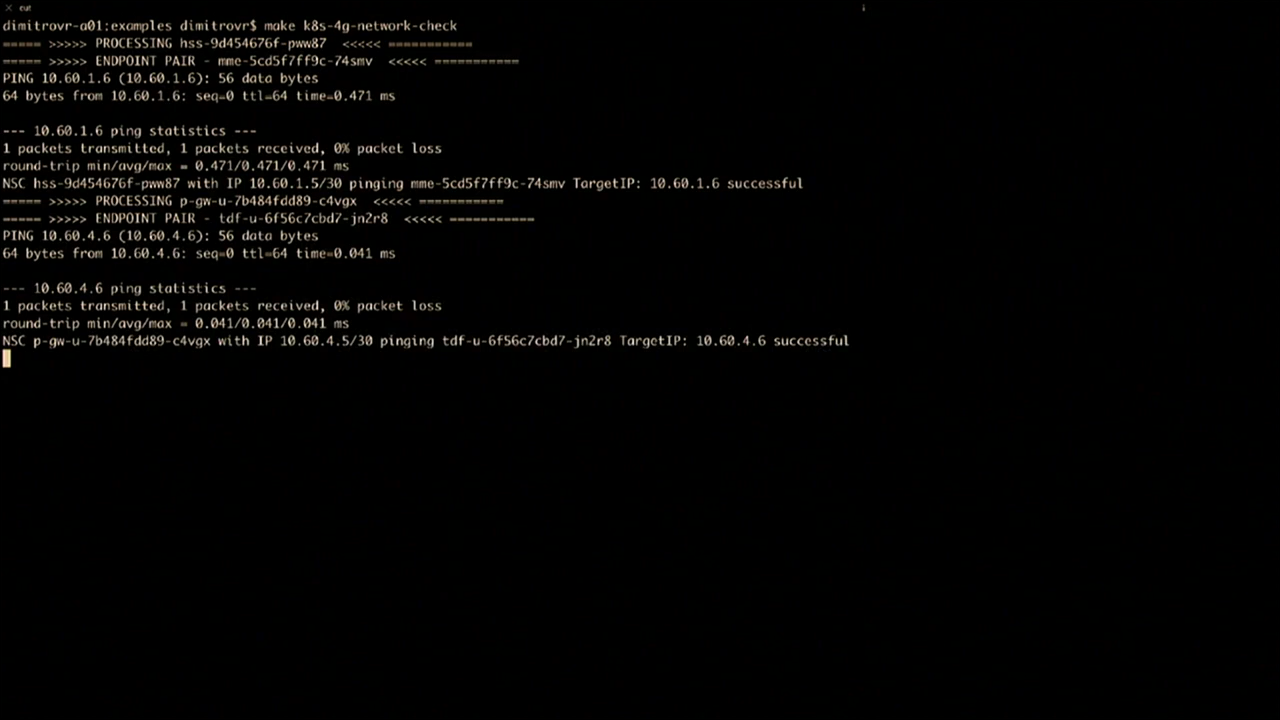 dimitrovr-a01:examples dimitrovr$ make k8s-4g-network-check
===== >>>>> PROCESSING hss-9d454676f-pww87 <<<<< ===========
===== >>>>> ENDPOINT PAIR - mme-5cd5f7ff9c-74smv <<<<< ===========
PING 10.60.1.6 (10.60.1.6): 56 data bytes
64 bytes from 10.60.1.6: seq=0 ttl=64 time=0.471 ms
--- 10.60.1.6 ping statistics ---
1 packets transmitted, 1 packets received, 0% packet loss
round-trip min/avg/max = 0.471/0.471/0.471 ms
NSC hss-9d454676f-pww87 with IP 10.60.1.5/30 pinging mme-5cd5f7ff9c-74smv TargetIP: 10.60.1.6 successful
===== >>>>> PROCESSING p-gw-u-7b484fdd89-c4vgx <<<<< ===========
===== >>>>> ENDPOINT PAIR - tdf-u-6f56c7cbd7-jn2r8 <<<<< ===========
PING 10.60.4.6 (10.60.4.6): 56 data bytes
64 bytes from 10.60.4.6: seq=0 ttl=64 time=0.041 ms
--- 10.60.4.6 ping statistics ---
1 packets transmitted, 1 packets received, 0% packet loss
round-trip min/avg/max = 0.041/0.041/0.041 ms
NSC p-gw-u-7b484fdd89-c4vgx with IP 10.60.4.5/30 pinging tdf-u-6f56c7cbd7-jn2r8 TargetIP: 10.60.4.6 successful